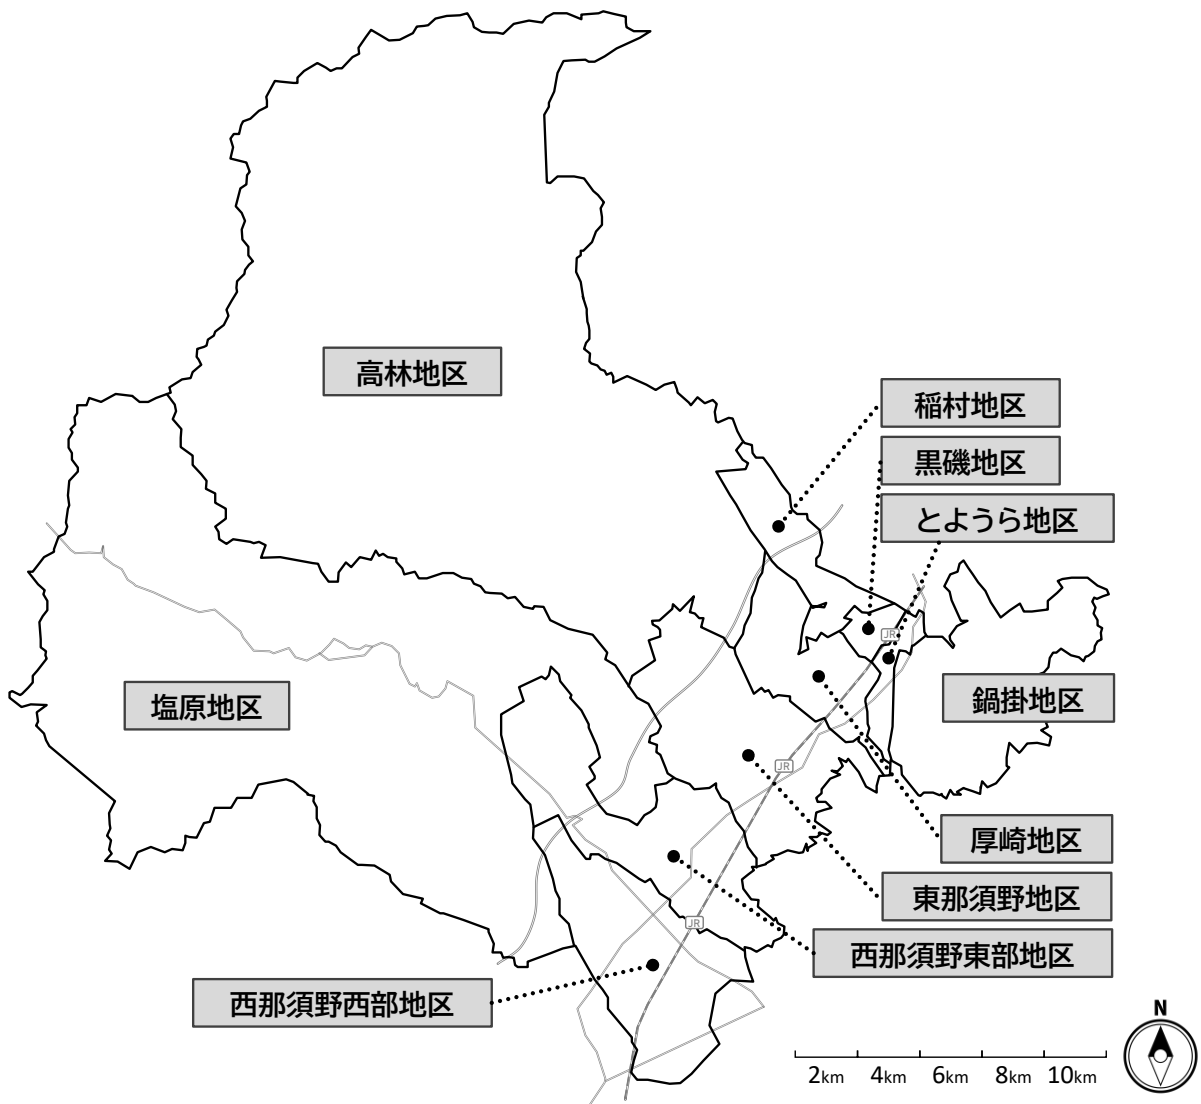 高林地区
稲村地区
黒磯地区
とようら地区
JR
塩原地区
鍋掛地区
JR
厚崎地区
東那須野地区
JR
西那須野東部地区
西那須野西部地区
N
2km 4km 6km 8km 10km